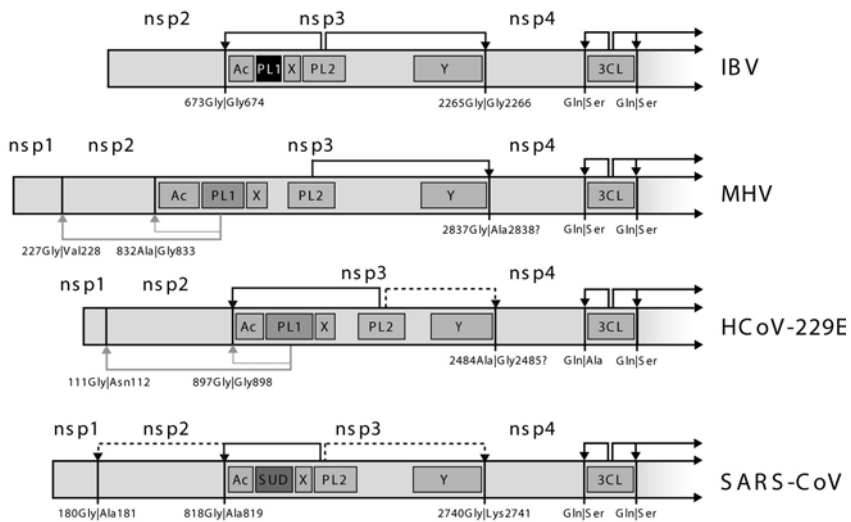 nsp2 nsp3 nsp4
Ac PL1 X PL2 Y 3CL
IBV
673Gly|Gly674 2265Gly|Gly2266 Gln|Ser Gln|Ser
nsp1 nsp2 nsp3 nsp4
Ac PL1 X PL2 Y 3CL
MHV
227Gly|Val228 832Ala|Gly833 2837Gly|Ala2838? Gln|Ser Gln|Ser
nsp1 nsp2 nsp3 nsp4
Ac PL1 X PL2 Y 3CL
HCoV-229E
111Gly|Asn112 897Gly|Gly898 2484Ala|Gly2485? Gln|Ala Gln|Ser
nsp1 nsp2 nsp3 nsp4
Ac SUD X PL2 Y 3CL
SARS-CoV
180Gly|Ala181 818Gly|Ala819 2740Gly|Lys2741 Gln|Ser Gln|Ser